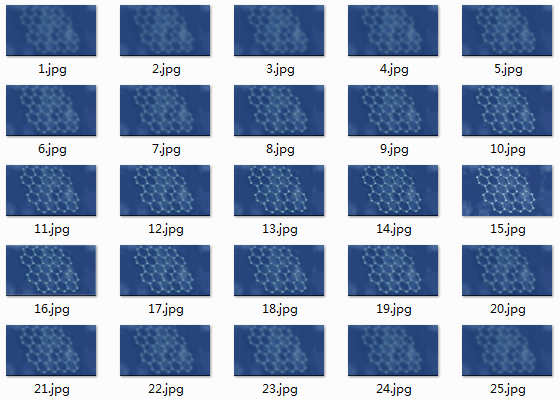 1.jpg 2.jpg 3.jpg 4.jpg 5.jpg
6.jpg 7.jpg 8.jpg 9.jpg 10.jpg
11.jpg 12.jpg 13.jpg 14.jpg 15.jpg
16.jpg 17.jpg 18.jpg 19.jpg 20.jpg
21.jpg 22.jpg 23.jpg 24.jpg 25.jpg